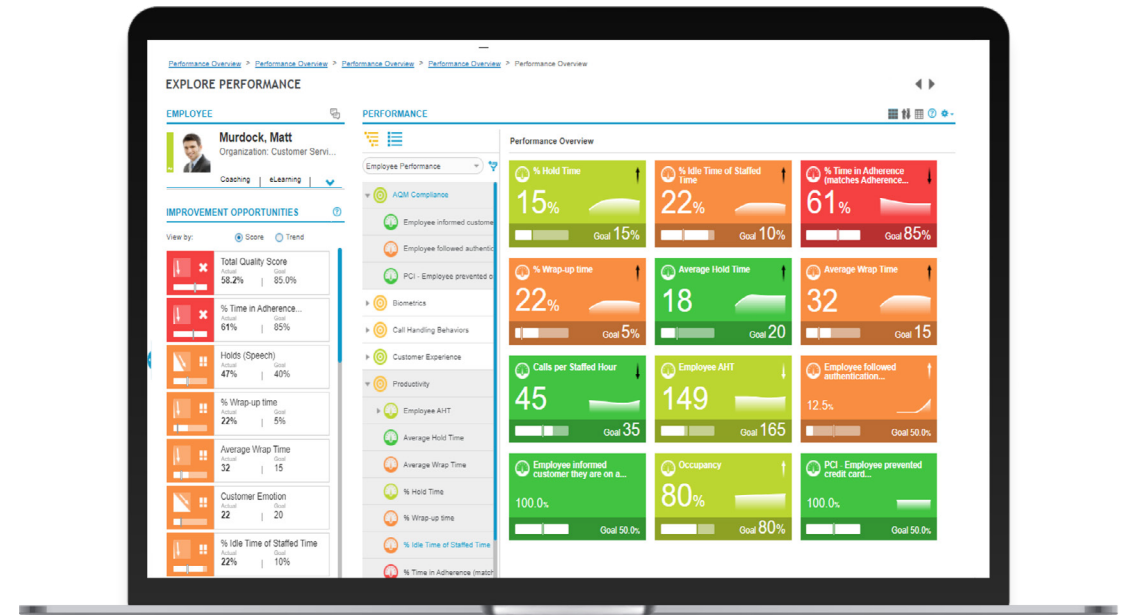 Performance Overview > Performance Overview > Performance Overview > Performance Overview > Performance Overview
EXPLORE PERFORMANCE
EMPLOYEE
Murdock, Matt
Organization: Customer Servi...
Coaching | eLearning |
IMPROVEMENT OPPORTUNITIES
View by: Score Trend
Total Quality Score
Actual Goal
58.2% | 85.0%
% Time in Adherence...
Actual Goal
61% | 85%
Holds (Speech)
Actual Goal
47% | 40%
% Wrap-up time
Actual Goal
22% | 5%
Average Wrap Time
Actual Goal
32 | 15
Customer Emotion
Actual Goal
22 | 20
% Idle Time of Staffed Time
Actual Goal
22% | 10%
PERFORMANCE
Employee Performance
AQM Compliance
Employee informed custome
Employee followed authentic
PCI - Employee prevented o
Biometrics
Call Handling Behaviors
Customer Experience
Productivity
Employee AHT
Average Hold Time
Average Wrap Time
% Hold Time
% Wrap-up time
% Idle Time of Staffed Time
% Time in Adherence (match
Performance Overview
% Hold Time
15%
Goal 15%
% Idle Time of Staffed
Time
22%
Goal 10%
% Time in Adherence
(matches Adherence...
61%
Goal 85%
% Wrap-up time
22%
Goal 5%
Average Hold Time
18
Goal 20
Average Wrap Time
32
Goal 15
Calls per Staffed Hour
45
Goal 35
Employee AHT
149
Goal 165
Employee followed
authentication...
12.5%
Goal 50.0%
Employee informed
customer they are on a...
100.0%
Goal 50.0%
Occupancy
80%
Goal 80%
PCI - Employee prevented
credit card...
100.0%
Goal 50.0%